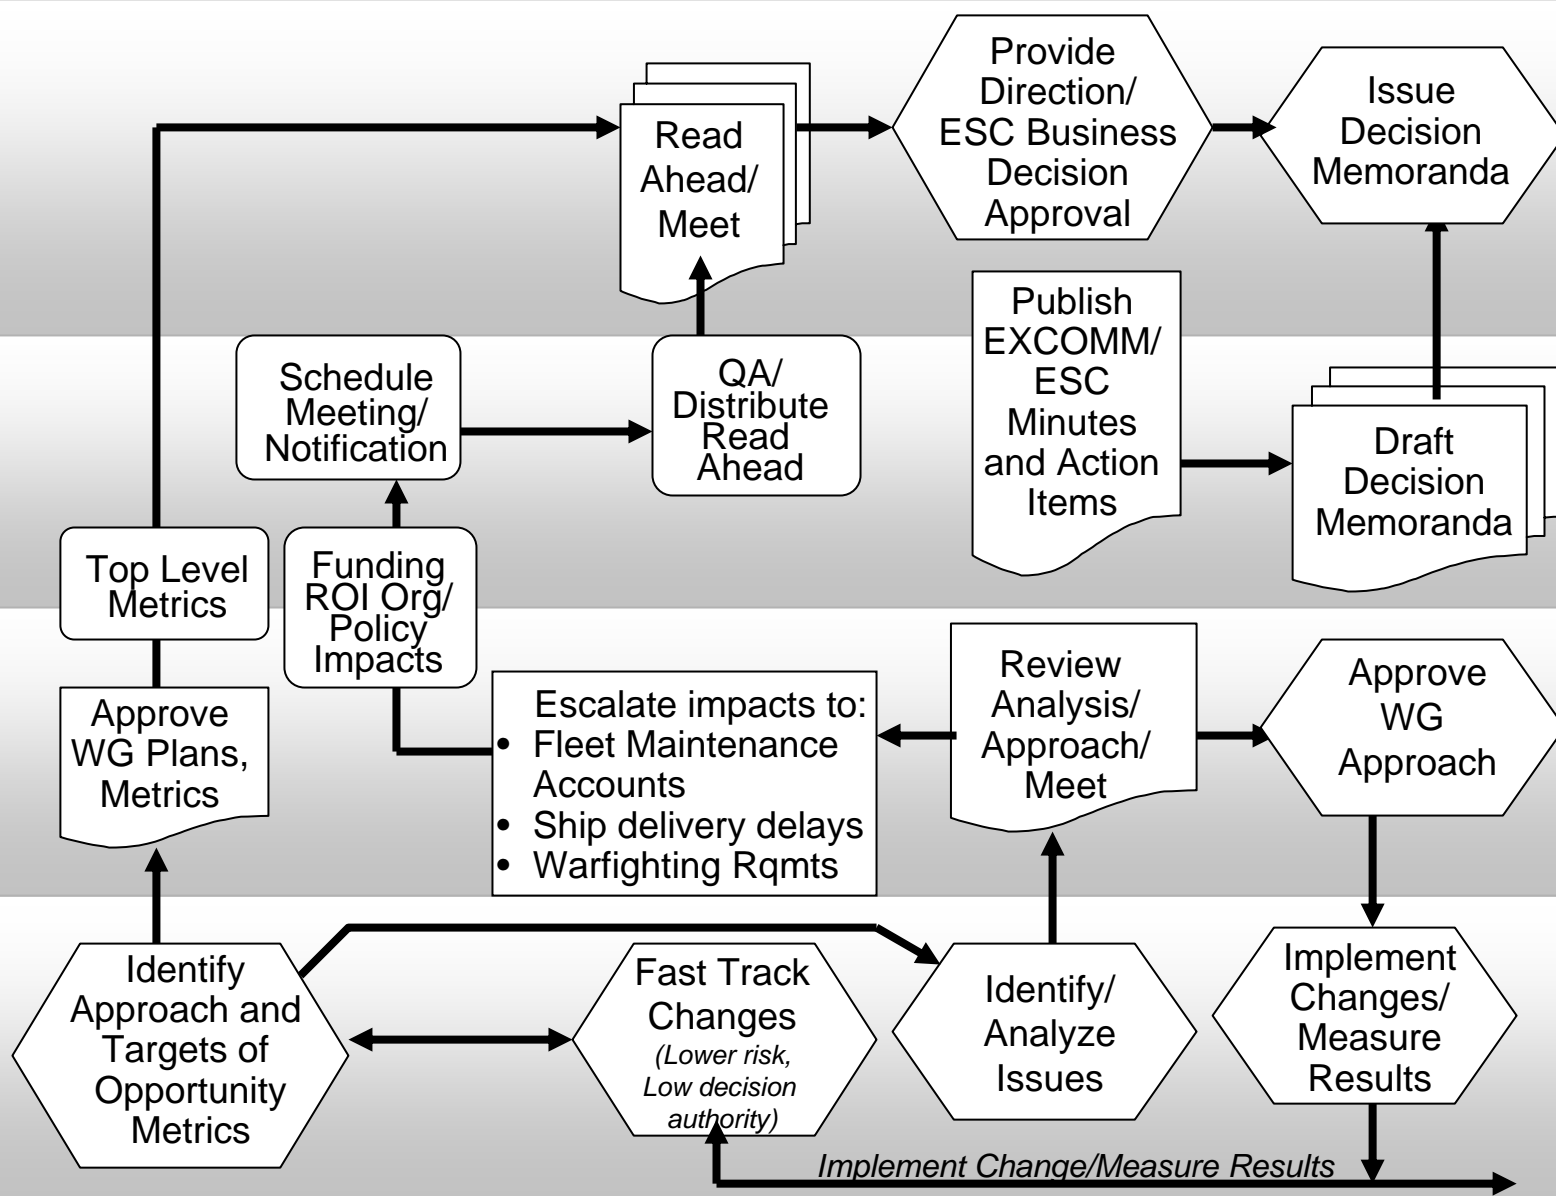 Provide
Direction/
ESC Business
Decision
Approval
Issue
Decision
Memoranda
Read
Ahead/
Meet
Publish
EXCOMM/
ESC
Minutes
and Action
Items
Schedule
Meeting/
Notification
QA/
Distribute
Read
Ahead
Draft
Decision
Memoranda
Top Level
Metrics
Funding
ROI Org/
Policy
Impacts
Approve
WG Plans,
Metrics
Escalate impacts to:
• Fleet Maintenance
Accounts
• Ship delivery delays
• Warfighting Rqmts
Review
Analysis/
Approach/
Meet
Approve
WG
Approach
Identify
Approach and
Targets of
Opportunity
Metrics
Fast Track
Changes
(Lower risk,
Low decision
authority)
Identify/
Analyze
Issues
Implement
Changes/
Measure
Results
Implement Change/Measure Results